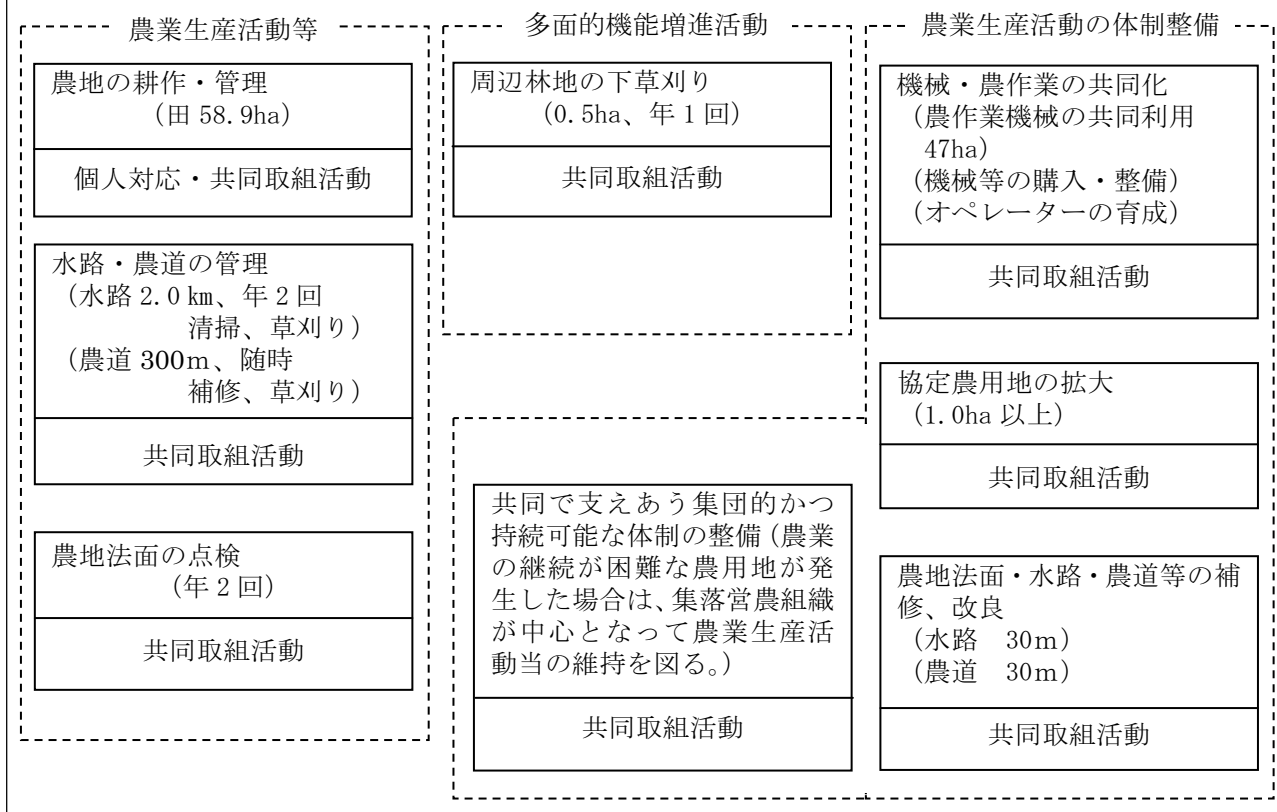 農業生産活動等
農地の耕作・管理
(田 58.9ha)
個人対応・共同取組活動
水路・農道の管理
(水路 2.0 ㎞、年 2 回
清掃、草刈り)
(農道 300m、随時
補修、草刈り)
共同取組活動
農地法面の点検
(年 2 回)
共同取組活動
多面的機能増進活動
周辺林地の下草刈り
(0.5ha、年 1 回)
共同取組活動
共同で支えあう集団的かつ
持続可能な体制の整備(農業
の継続が困難な農用地が発
生した場合は、集落営農組織
が中心となって農業生産活
動当の維持を図る。)
共同取組活動
農業生産活動の体制整備
機械・農作業の共同化
(農作業機械の共同利用
47ha)
(機械等の購入・整備)
(オペレーターの育成)
共同取組活動
協定農用地の拡大
(1.0ha 以上)
共同取組活動
農地法面・水路・農道等の補
修、改良
(水路 30m)
(農道 30m)
共同取組活動